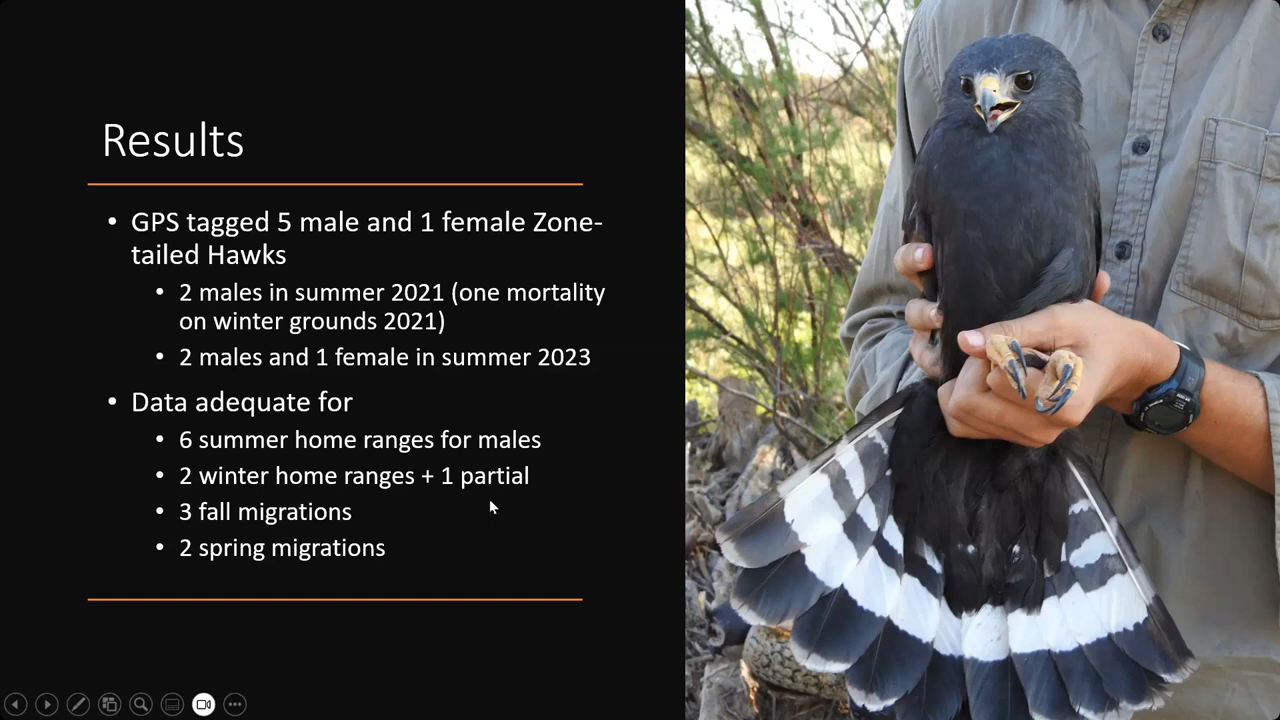 Results
• GPS tagged 5 male and 1 female Zone-
tailed Hawks
• 2 males in summer 2021 (one mortality
on winter grounds 2021)
• 2 males and 1 female in summer 2023
• Data adequate for
• 6 summer home ranges for males
• 2 winter home ranges + 1 partial
• 3 fall migrations
• 2 spring migrations